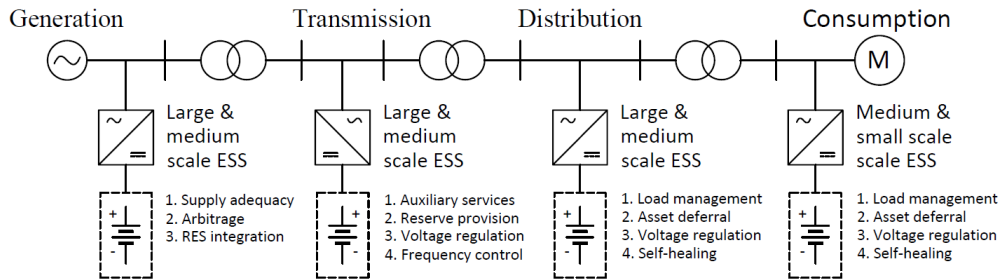 Generation
Transmission
Distribution
Consumption
M
Large &
medium
scale ESS
Large &
medium
scale ESS
Large &
medium
scale ESS
Medium &
small scale
scale ESS
+
-
1. Supply adequacy
2. Arbitrage
3. RES integration
+
-
1. Auxiliary services
2. Reserve provision
3. Voltage regulation
4. Frequency control
+
-
1. Load management
2. Asset deferral
3. Voltage regulation
4. Self-healing
+
-
1. Load management
2. Asset deferral
3. Voltage regulation
4. Self-healing